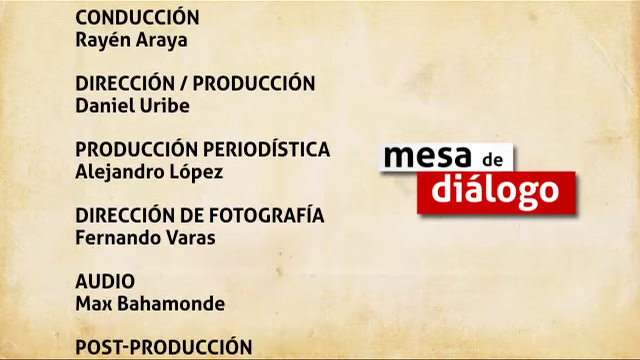 CONDUCCIÓN
Rayén Araya
DIRECCIÓN / PRODUCCIÓN
Daniel Uribe
PRODUCCIÓN PERIODÍSTICA
Alejandro López
DIRECCIÓN DE FOTOGRAFÍA
Fernando Varas
AUDIO
Max Bahamonde
POST-PRODUCCIÓN
mesa de
diálogo